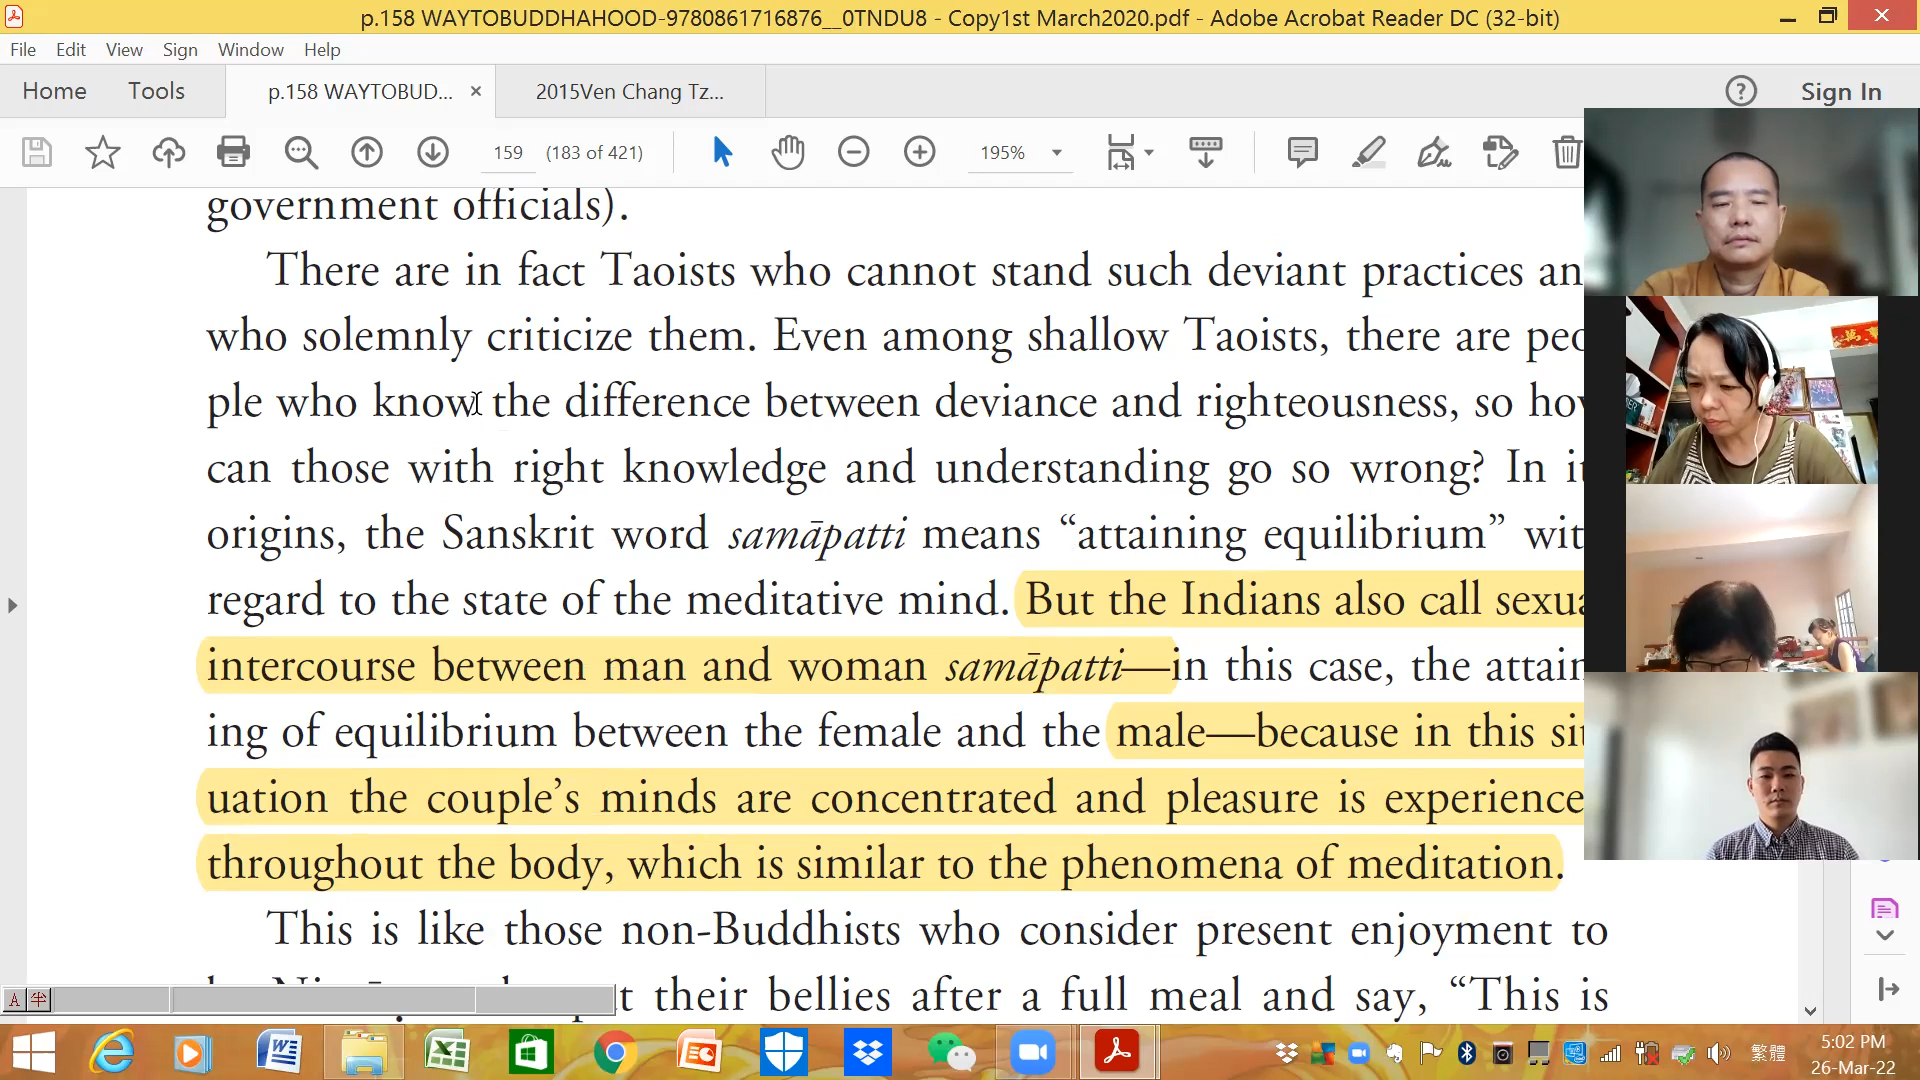 p.158 WAYTOBUDDHAHOOD-9780861716876__0TNDU8 - Copy1st March2020.pdf - Adobe Acrobat Reader DC (32-bit)
File Edit View Sign Window Help
Home Tools p.158 WAYTOBUD... × 2015Ven Chang Tz... Sign In
159 (183 of 421) 195%
government officials).
There are in fact Taoists who cannot stand such deviant practices an
who solemnly criticize them. Even among shallow Taoists, there are peo
ple who know the difference between deviance and righteousness, so how
can those with right knowledge and understanding go so wrong? In it
origins, the Sanskrit word samāpatti means “attaining equilibrium” wit
regard to the state of the meditative mind. But the Indians also call sexua
intercourse between man and woman samāpatti—in this case, the attain
ing of equilibrium between the female and the male—because in this sit
uation the couple’s minds are concentrated and pleasure is experience
throughout the body, which is similar to the phenomena of meditation.
This is like those non-Buddhists who consider present enjoyment to
t their bellies after a full meal and say, “This is
A 半
繁體
5:02 PM
26-Mar-22